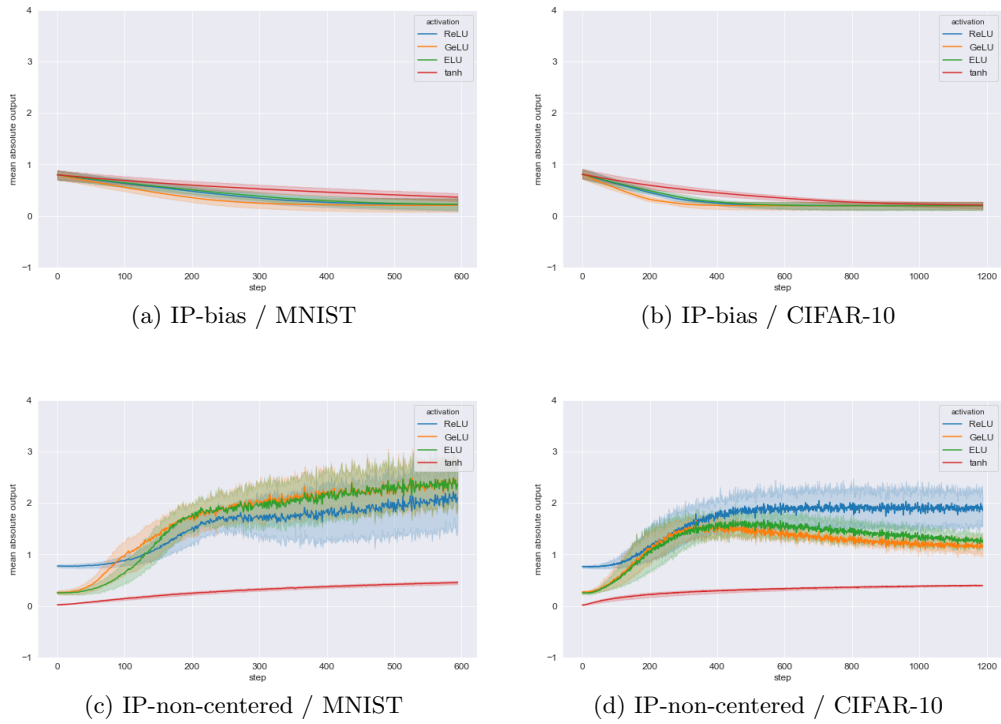 4
3
2
1
0
−1
mean absolute output
activation
ReLU
GeLU
ELU
tanh
0 100 200 300 400 500 600
step
(a) IP-bias / MNIST
4
3
2
1
0
−1
mean absolute output
activation
ReLU
GeLU
ELU
tanh
0 200 400 600 800 1000 1200
step
(b) IP-bias / CIFAR-10
4
3
2
1
0
−1
mean absolute output
activation
ReLU
GeLU
ELU
tanh
0 100 200 300 400 500 600
step
(c) IP-non-centered / MNIST
4
3
2
1
0
−1
mean absolute output
activation
ReLU
GeLU
ELU
tanh
0 200 400 600 800 1000 1200
step
(d) IP-non-centered / CIFAR-10